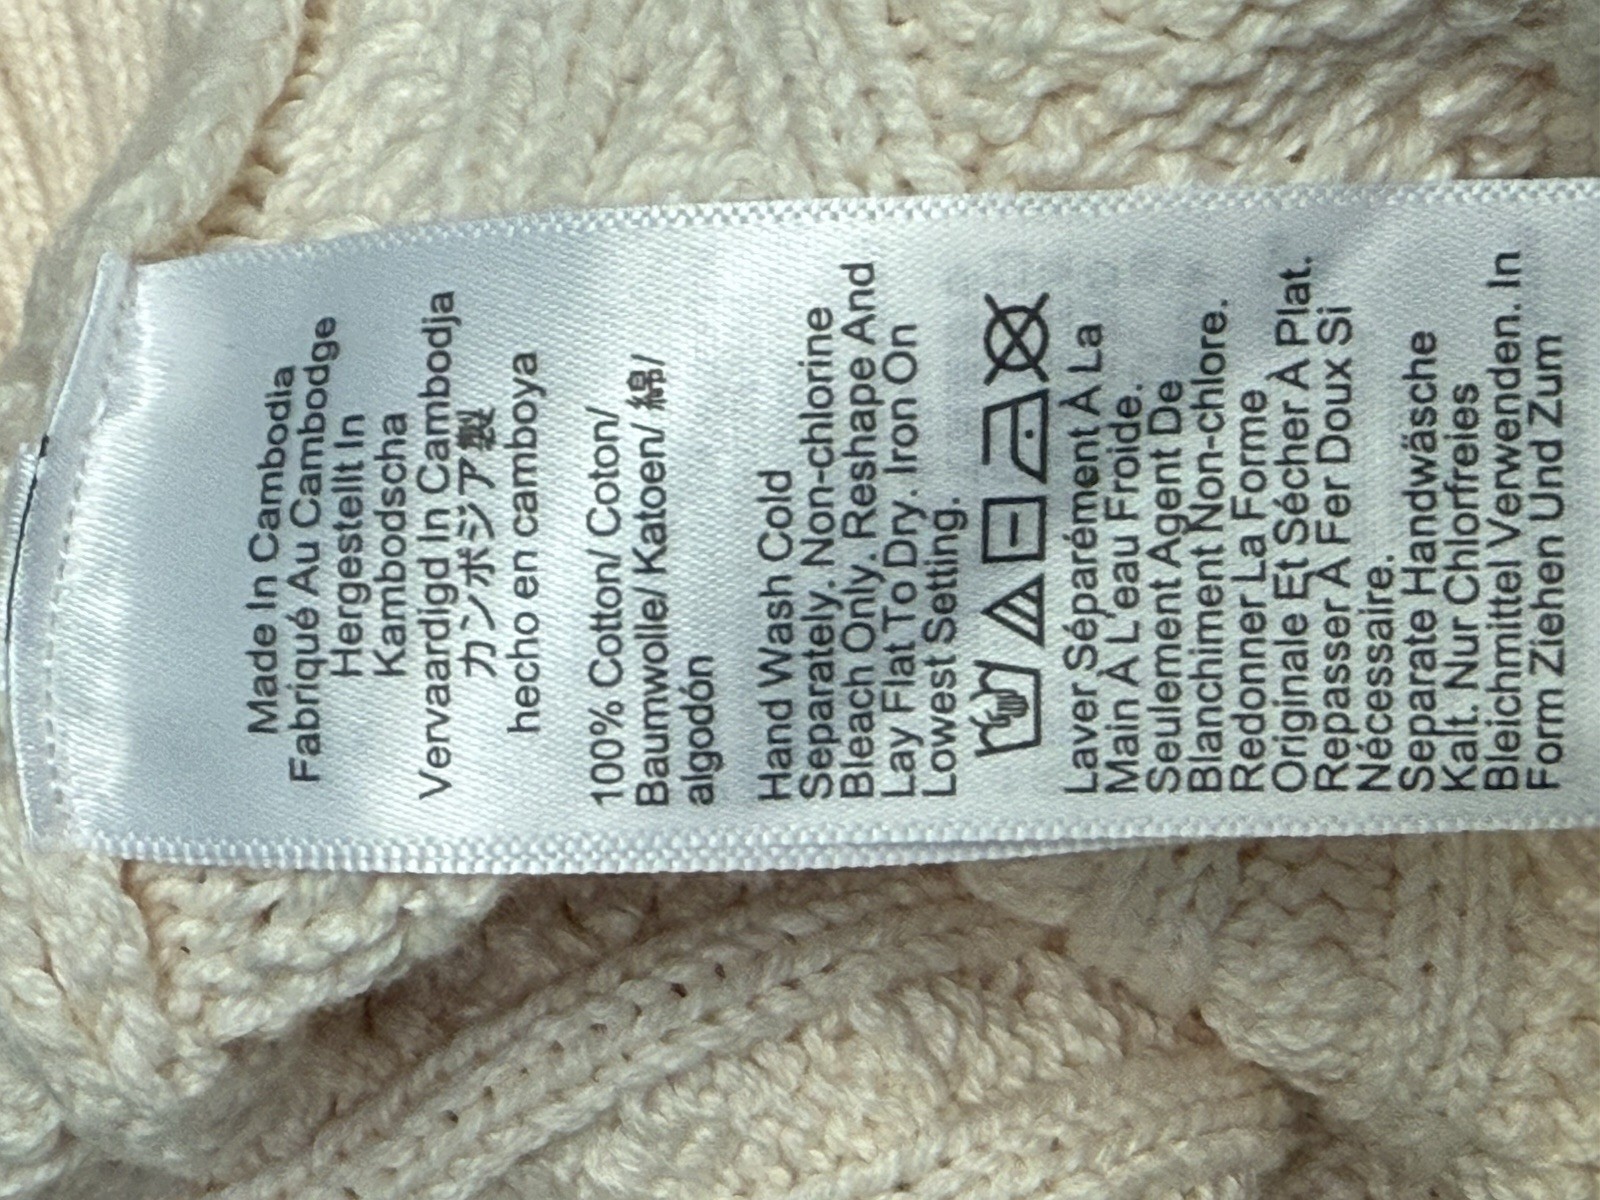 Made In Cambodia
Fabriqué Au Cambodge
Hergestellt In
Kambodscha
Vervaardigd In Cambodja
カンボジア製
hecho en camboya
100% Cotton/ Coton/
Baumwolle/ Katoen/ 綿/
algodón
Hand Wash Cold
Separately. Non-chlorine
Bleach Only. Reshape And
Lay Flat To Dry. Iron On
Lowest Setting.
Laver Séparément À La
Main À L'eau Froide.
Seulement Agent De
Blanchiment Non-chlore.
Redonner La Forme
Originale Et Sécher À Plat.
Repasser À Fer Doux Si
Nécessaire.
Separate Handwäsche
Kalt. Nur Chlorfreies
Bleichmittel Verwenden. In
Form Ziehen Und Zum